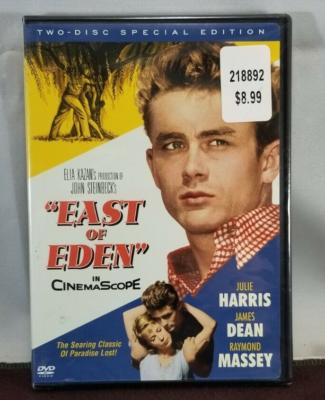 TWO-DISC SPECIAL EDITION
218892
$8.99
ELIA KAZAN'S PRODUCTION OF
JOHN STEINBECK'S
"EAST
OF
EDEN"
IN
CINEMASCOPE
JULIE
HARRIS
JAMES
DEAN
RAYMOND
MASSEY
The Searing Classic
Of Paradise Lost!
DVD
VIDEO